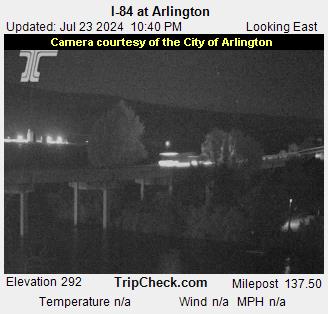 I-84 at Arlington
Updated: Jul 23 2024 10:40 PM Looking East
Camera courtesy of the City of Arlington
Elevation 292 TripCheck.com Milepost 137.50
Temperature n/a Wind n/a MPH n/a